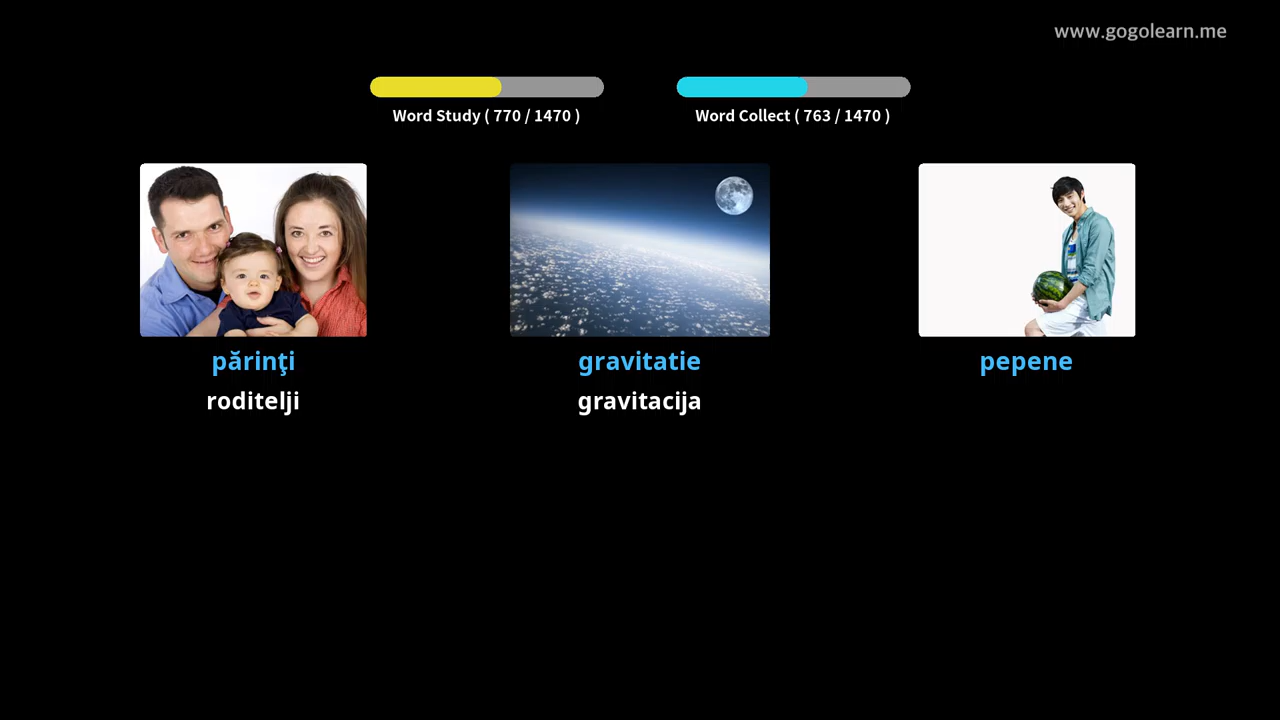 www.gogolearn.me
Word Study ( 770 / 1470 )
Word Collect ( 763 / 1470 )
părinţi
gravitatie
pepene
roditelji
gravitacija